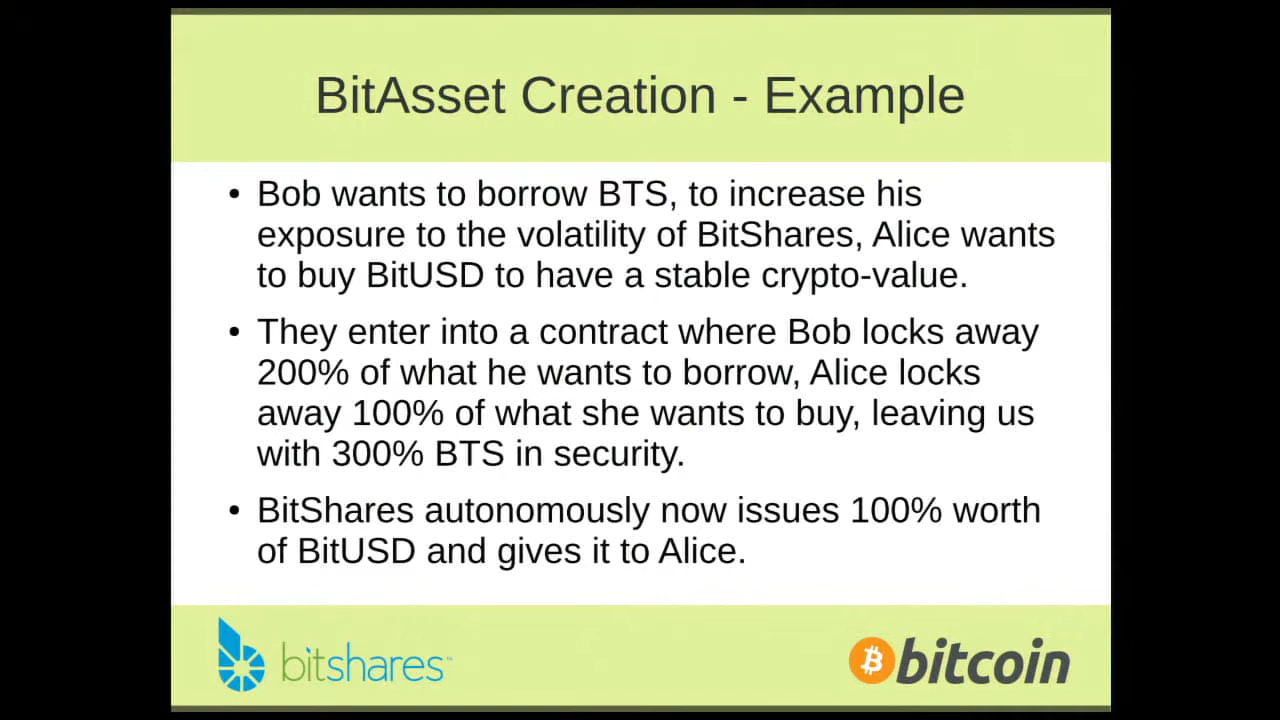 BitAsset Creation - Example
• Bob wants to borrow BTS, to increase his
exposure to the volatility of BitShares, Alice wants
to buy BitUSD to have a stable crypto-value.
• They enter into a contract where Bob locks away
200% of what he wants to borrow, Alice locks
away 100% of what she wants to buy, leaving us
with 300% BTS in security.
• BitShares autonomously now issues 100% worth
of BitUSD and gives it to Alice.
bitshares™
bitcoin